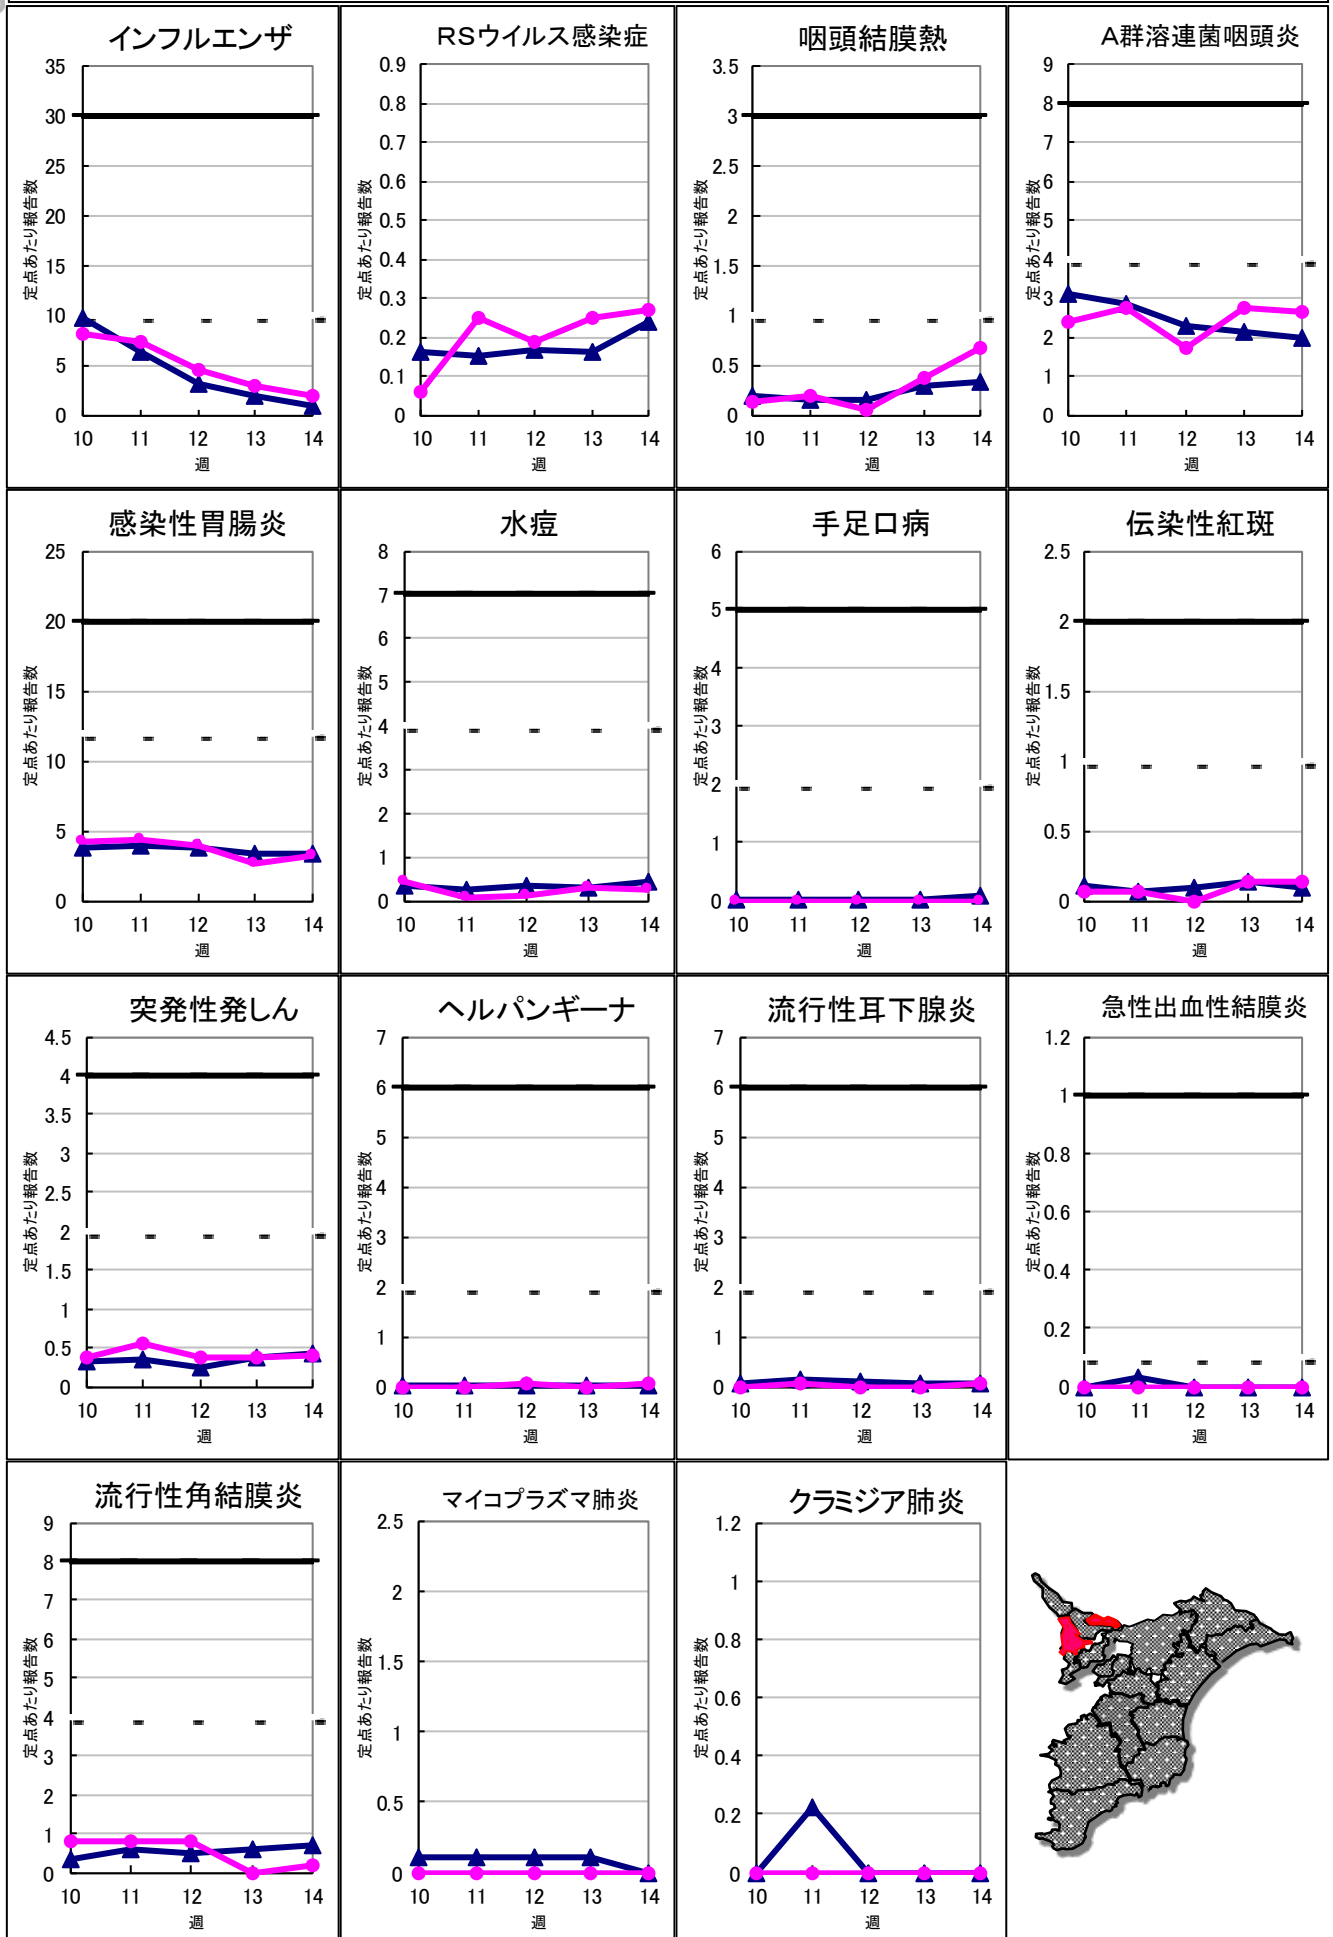 インフルエンザ
35
30
25
20
15
10
5
0
10 11 12 13 14
週
定点あたり報告数
RSウイルス感染症
0.9
0.8
0.7
0.6
0.5
0.4
0.3
0.2
0.1
0
10 11 12 13 14
週
定点あたり報告数
咽頭結膜熱
3.5
3
2.5
2
1.5
1
0.5
0
10 11 12 13 14
週
定点あたり報告数
A群溶連菌咽頭炎
9
8
7
6
5
4
3
2
1
0
10 11 12 13 14
週
定点あたり報告数
感染性胃腸炎
25
20
15
10
5
0
10 11 12 13 14
週
定点あたり報告数
水痘
8
7
6
5
4
3
2
1
0
10 11 12 13 14
週
定点あたり報告数
手足口病
6
5
4
3
2
1
0
10 11 12 13 14
週
定点あたり報告数
伝染性紅斑
2.5
2
1.5
1
0.5
0
10 11 12 13 14
週
定点あたり報告数
突発性発しん
4.5
4
3.5
3
2.5
2
1.5
1
0.5
0
10 11 12 13 14
週
定点あたり報告数
ヘルパンギーナ
7
6
5
4
3
2
1
0
10 11 12 13 14
週
定点あたり報告数
流行性耳下腺炎
7
6
5
4
3
2
1
0
10 11 12 13 14
週
定点あたり報告数
急性出血性結膜炎
1.2
1
0.8
0.6
0.4
0.2
0
10 11 12 13 14
週
定点あたり報告数
流行性角結膜炎
9
8
7
6
5
4
3
2
1
0
10 11 12 13 14
週
定点あたり報告数
マイコプラズマ肺炎
2.5
2
1.5
1
0.5
0
10 11 12 13 14
週
定点あたり報告数
クラミジア肺炎
1.2
1
0.8
0.6
0.4
0.2
0
10 11 12 13 14
週
定点あたり報告数